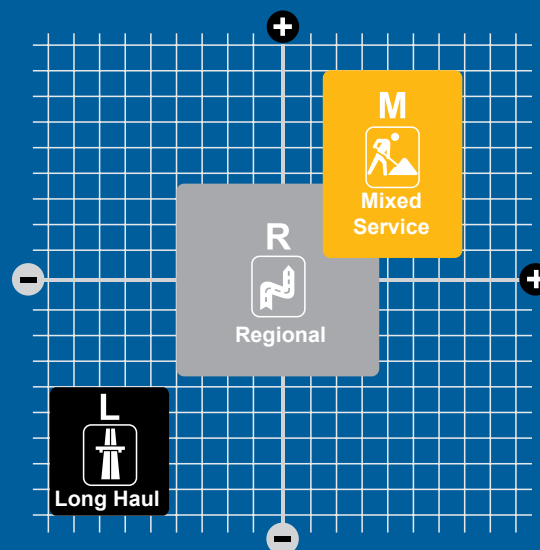 +
M
Mixed
Service
R
Regional
-
+
L
Long Haul
-